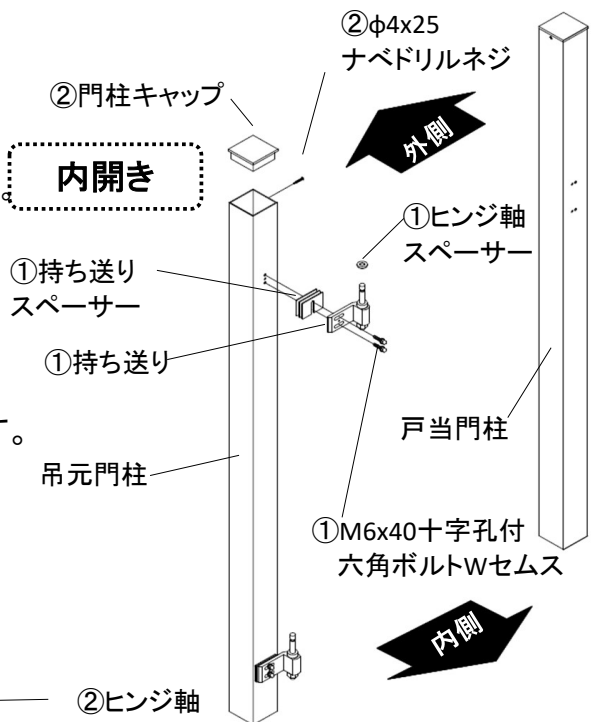 ②φ4x25
ナベドリルネジ
②門柱キャップ
外側
内開き
①ヒンジ軸
スペーサー
①持ち送り
スペーサー
①持ち送り
。
戸当門柱
吊元門柱
①M6x40十字孔付
六角ボルトWセムス
内側
②ヒンジ軸